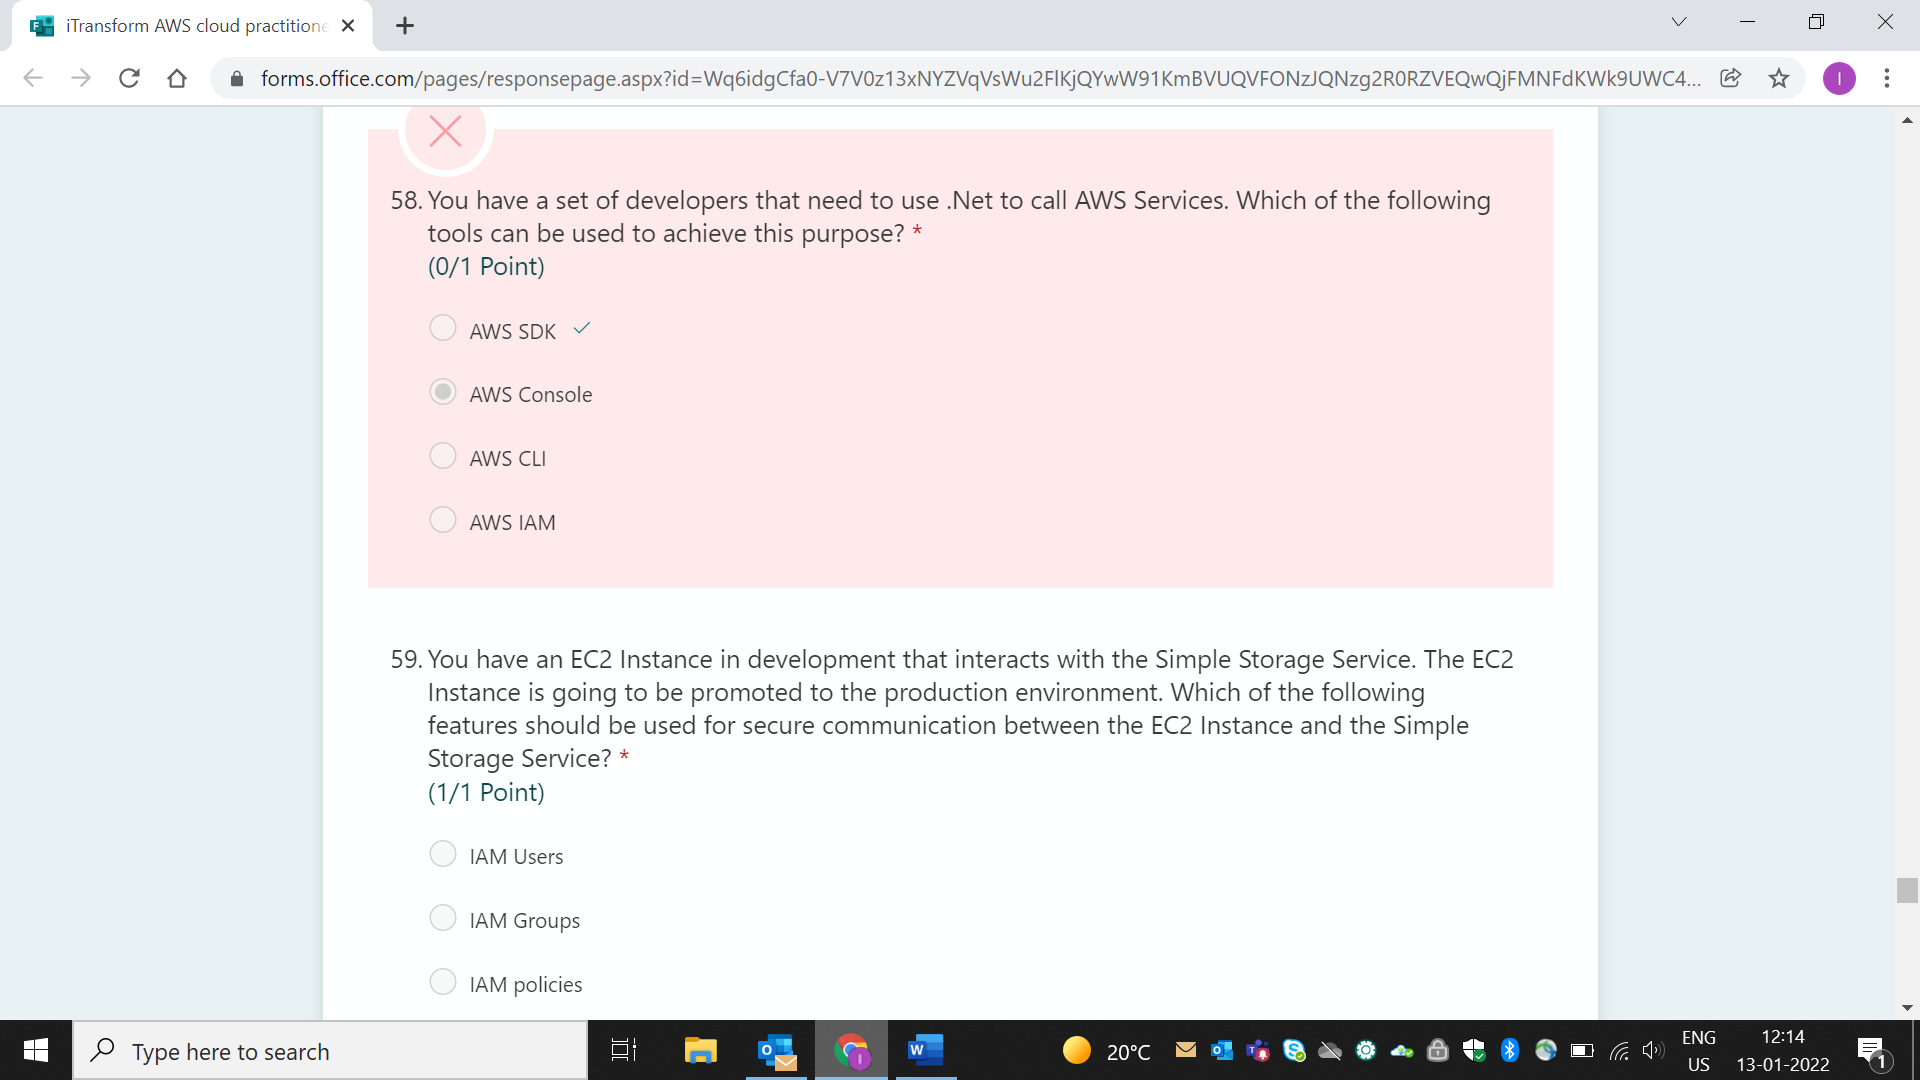 iTransform AWS cloud practitione
forms.office.com/pages/responsepage.aspx?id=Wq6idgCfa0-V7V0z13xNYZVqVsWu2FlKjQYwW91KmBVUQVFONzJQNzg2R0RZVEQwQjFMNFdKWk9UWC4...
I
58. You have a set of developers that need to use .Net to call AWS Services. Which of the following
tools can be used to achieve this purpose? *
(0/1 Point)
AWS SDK
AWS Console
AWS CLI
AWS IAM
59. You have an EC2 Instance in development that interacts with the Simple Storage Service. The EC2
Instance is going to be promoted to the production environment. Which of the following
features should be used for secure communication between the EC2 Instance and the Simple
Storage Service? *
(1/1 Point)
IAM Users
IAM Groups
IAM policies
Type here to search
20°C
ENG
US
12:14
13-01-2022
1